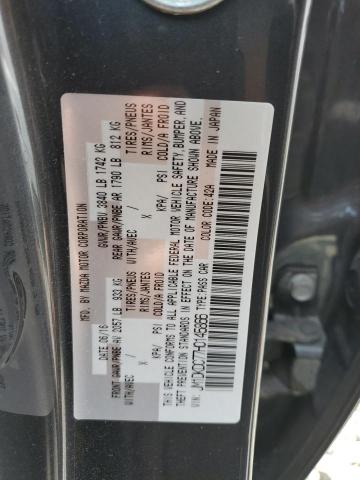 MFD. BY MAZDA MOTOR CORPORATION
DATE: 06/16 GVWR/PNBV 3840 LB 1742 KG
FRONT GAWR/PNBE AV 2057 LB 933 KG REAR GAWR/PNBE AR 1790 LB 812 KG
WITH/AVEC TIRES/PNEUS WITH/AVEC TIRES/PNEUS
X RIMS/JANTES X RIMS/JANTES
KPA/ PSI COLD/A FROID KPA/ PSI COLD/A FROID
THIS VEHICLE CONFORMS TO ALL APPLICABLE FEDERAL MOTOR VEHICLE SAFETY, BUMPER, AND
THEFT PREVENTION STANDARDS IN EFFECT ON THE DATE OF MANUFACTURE SHOWN ABOVE.
TYPE: PASS CAR COLOR CODE: 42A MADE IN JAPAN